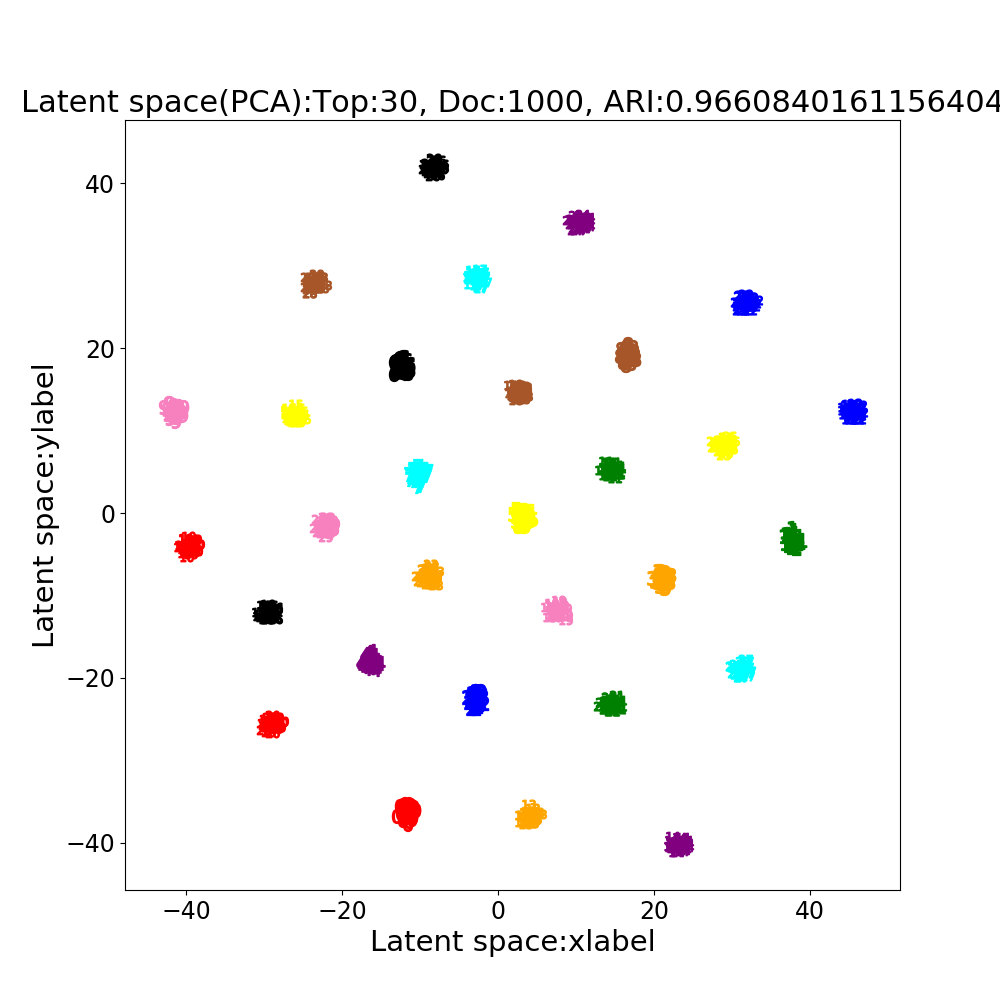 Latent space(PCA):Top:30, Doc:1000, ARI:0.9660840161156404
40
20
0
−20
−40
Latent space:ylabel
−40 −20 0 20 40
Latent space:xlabel